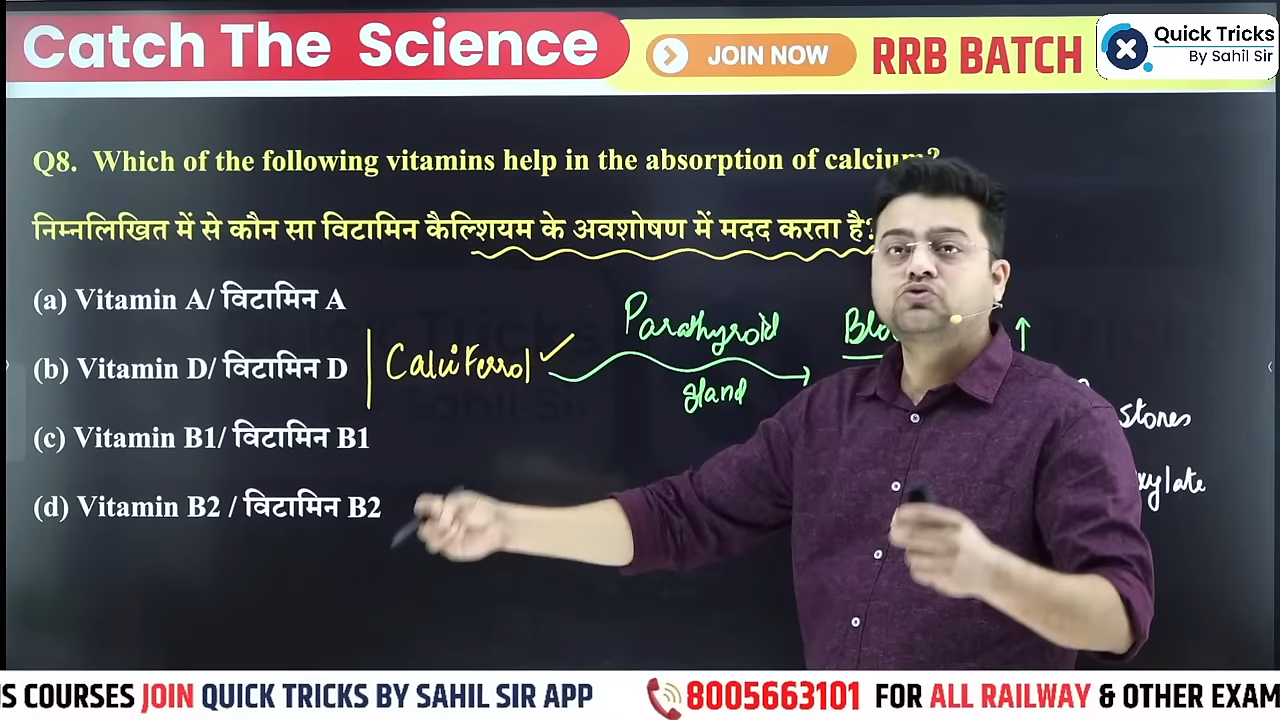 Catch The Science
JOIN NOW
RRB BATCH
Quick Tricks
By Sahil Sir
Q8. Which of the following vitamins help in the absorption of calcium?
निम्नलिखित में से कौन सा विटामिन कैल्शियम के अवशोषण में मदद करता है?
(a) Vitamin A/ विटामिन A
(b) Vitamin D/ विटामिन D
Calciferrol
Parathyroid
gland
(c) Vitamin B1/ विटामिन B1
(d) Vitamin B2 / विटामिन B2
COURSES JOIN QUICK TRICKS BY SAHIL SIR APP
8005663101 FOR ALL RAILWAY & OTHER EXAM